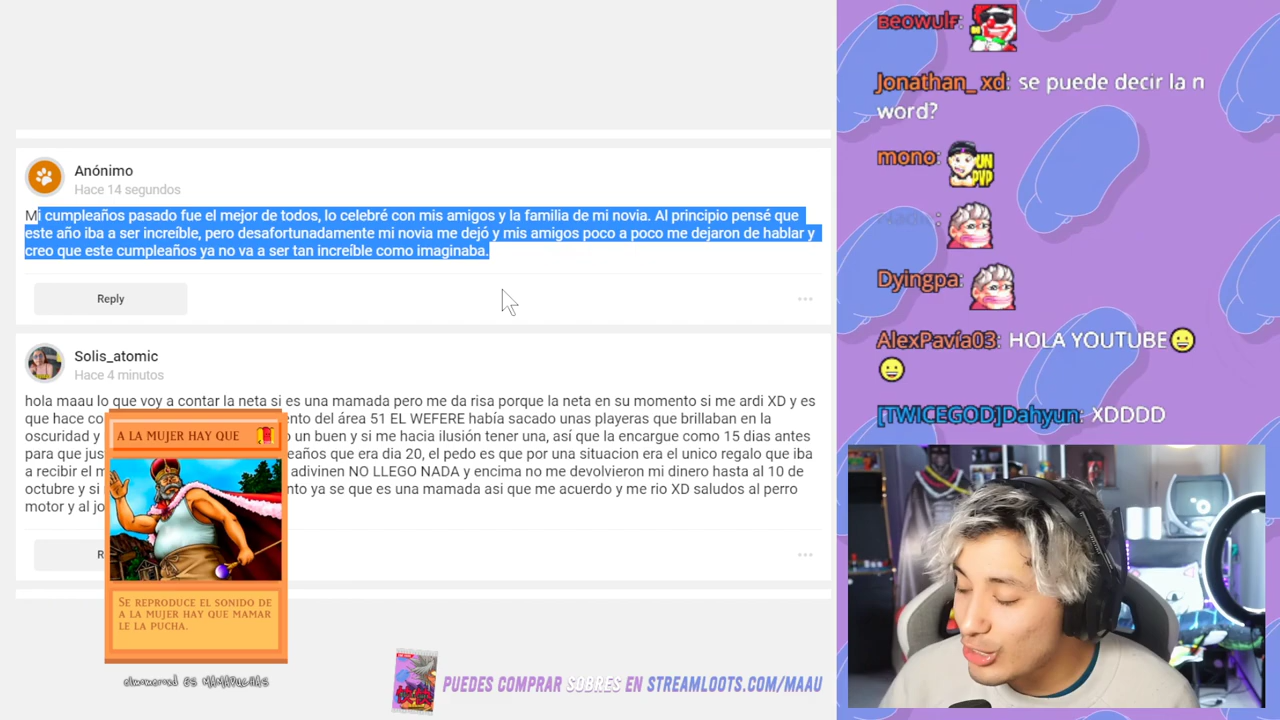 Anónimo
Hace 14 segundos
Mi cumpleaños pasado fue el mejor de todos, lo celebré con mis amigos y la familia de mi novia. Al principio pensé que
este año iba a ser increíble, pero desafortunadamente mi novia me dejó y mis amigos poco a poco me dejaron de hablar y
creo que este cumpleaños ya no va a ser tan increíble como imaginaba.
Reply
Solis_atomic
Hace 4 minutos
hola maau lo que voy a contar la neta si es una mamada pero me da risa porque la neta en su momento si me ardi XD y es
que hace co nto del área 51 EL WEFERE había sacado unas playeras que brillaban en la
oscuridad y un buen y si me hacia ilusión tener una, así que la encargue como 15 dias antes
para que jus eaños que era dia 20, el pedo es que por una situacion era el unico regalo que iba
a recibir el m adivinen NO LLEGO NADA y encima no me devolvieron mi dinero hasta al 10 de
octubre y si nto ya se que es una mamada asi que me acuerdo y me rio XD saludos al perro
motor y al jo
R
A LA MUJER HAY QUE
SE REPRODUCE EL SONIDO DE
A LA MUJER HAY QUE MAMAR
LE LA PUCHA.
elmomeroxd ES MAMAPUCHAS
PUEDES COMPRAR SOBRES EN STREAMLOOTS.COM/MAAU
Beowulf:
Jonathan_xd: se puede decir la n
word?
mono:
UN
PVP
Dyingpa:
AlexPavía03: HOLA YOUTUBE😀
😀
[TWICEGOD]Dahyun: XDDDD